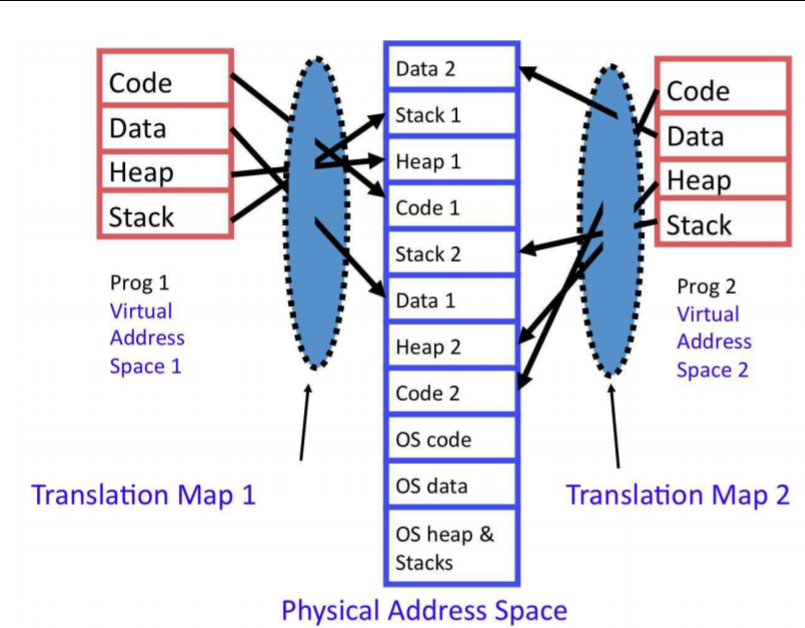 Code
Data
Heap
Stack
Prog 1
Virtual
Address
Space 1
Translation Map 1
Data 2
Stack 1
Heap 1
Code 1
Stack 2
Data 1
Heap 2
Code 2
OS code
OS data
OS heap &
Stacks
Physical Address Space
Code
Data
Heap
Stack
Prog 2
Virtual
Address
Space 2
Translation Map 2